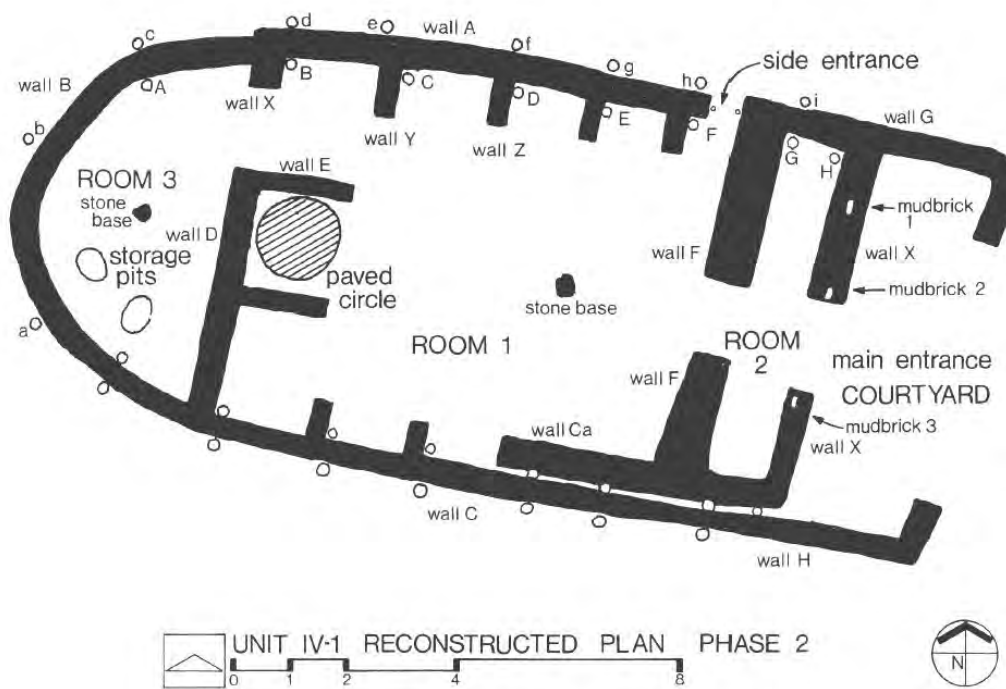 d
e
wall A
f
c
g
side entrance
wall B
A
B
C
h
wall X
D
i
wall G
E
F
b
wall Y
wall Z
G
H
wall E
ROOM 3
stone
base
wall D
mudbrick
1
storage
pits
wall F
wall X
paved
circle
mudbrick 2
stone base
a
ROOM 1
ROOM
2
main entrance
wall F
COURTYARD
mudbrick 3
wall Ca
wall X
wall C
wall H
UNIT IV-1 RECONSTRUCTED PLAN PHASE 2
0 1 2 4 8
N